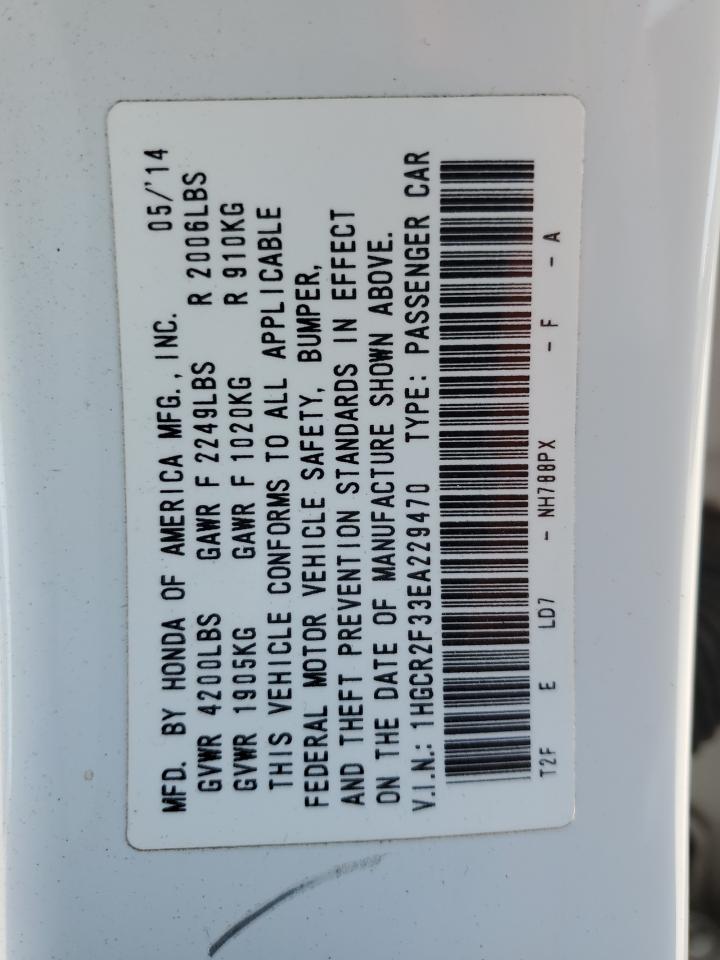 MFD. BY HONDA OF AMERICA MFG., INC. 05/'14
GVWR 4200LBS GAWR F 2249LBS R 2006LBS
GVWR 1905KG GAWR F 1020KG R 910KG
THIS VEHICLE CONFORMS TO ALL APPLICABLE
FEDERAL MOTOR VEHICLE SAFETY, BUMPER,
AND THEFT PREVENTION STANDARDS IN EFFECT
ON THE DATE OF MANUFACTURE SHOWN ABOVE.
V.I.N.: 1HGCR2F33EA229470 TYPE: PASSENGER CAR
T2F E LD7 - NH788PX - F - A